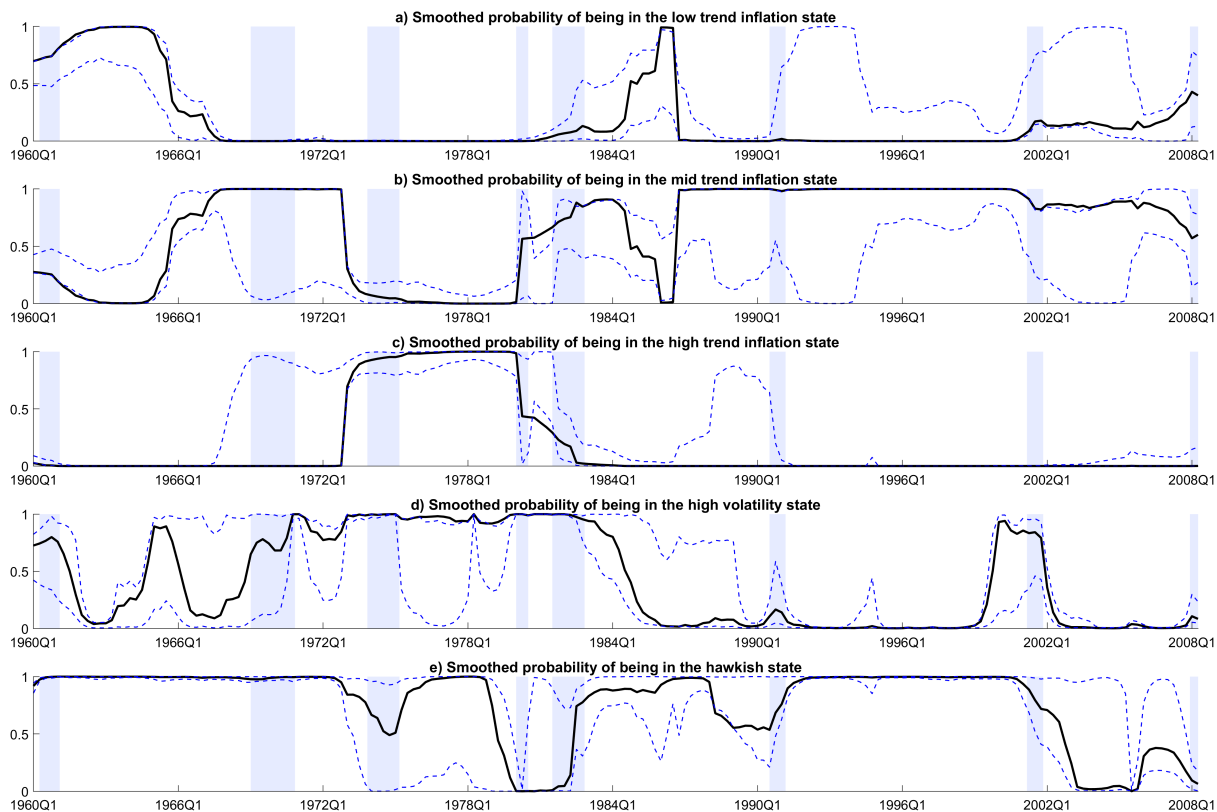 a) Smoothed probability of being in the low trend inflation state
1
0.5
0
1960Q1 1966Q1 1972Q1 1978Q1 1984Q1 1990Q1 1996Q1 2002Q1 2008Q1
b) Smoothed probability of being in the mid trend inflation state
1
0.5
0
1960Q1 1966Q1 1972Q1 1978Q1 1984Q1 1990Q1 1996Q1 2002Q1 2008Q1
c) Smoothed probability of being in the high trend inflation state
1
0.5
0
1960Q1 1966Q1 1972Q1 1978Q1 1984Q1 1990Q1 1996Q1 2002Q1 2008Q1
d) Smoothed probability of being in the high volatility state
1
0.5
0
1960Q1 1966Q1 1972Q1 1978Q1 1984Q1 1990Q1 1996Q1 2002Q1 2008Q1
e) Smoothed probability of being in the hawkish state
1
0.5
0
1960Q1 1966Q1 1972Q1 1978Q1 1984Q1 1990Q1 1996Q1 2002Q1 2008Q1